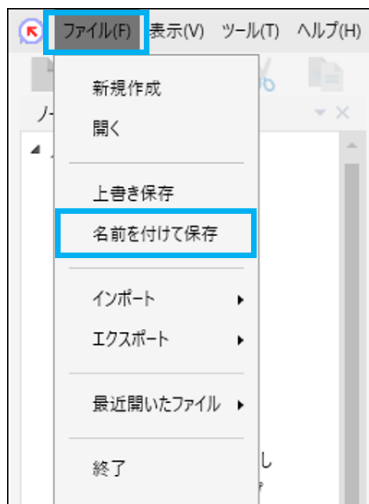 ファイル(F) 表示(V) ツール(T) ヘルプ(H)
新規作成
開く
上書き保存
名前を付けて保存
インポート
エクスポート
最近開いたファイル
終了
し